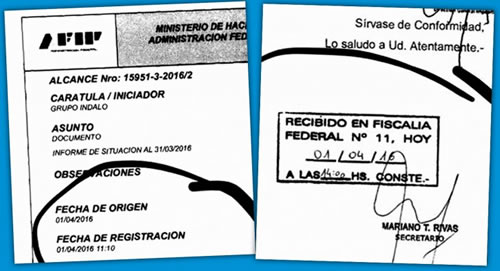 AFIP
MINISTERIO DE HAC
ADMINISTRACION FEDE
ALCANCE Nro: 15951-3-2016/2
CARATULA / INICIADOR
GRUPO INDALO
ASUNTO
DOCUMENTO
INFORME DE SITUACION AL 31/03/2016
OBSERVACIONES
FECHA DE ORIGEN
01/04/2016
FECHA DE REGISTRACION
01/04/2016 11:10
Sírvase de Conformidad,
Lo saludo a Ud. Atentamente.-
RECIBIDO EN FISCALIA
FEDERAL Nº 11, HOY
01 / 04 / 16
A LAS 14:00 HS. CONSTE.-
MARIANO T. RIVAS
SECRETARIO